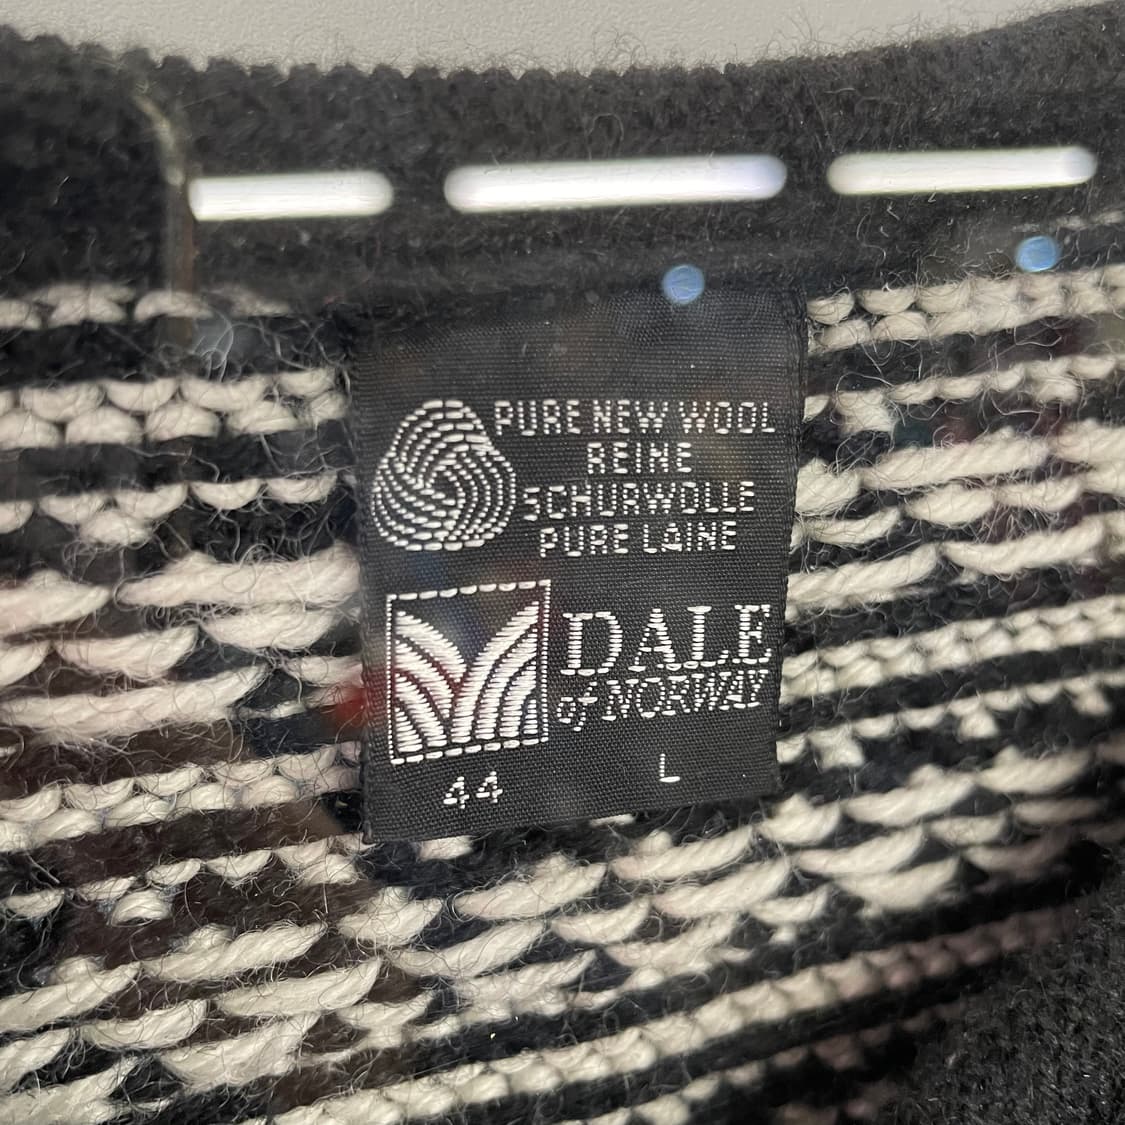 PURE NEW WOOL
REINE
SCHURWOLLE
PURE LAINE
DALE
of NORWAY
44 L